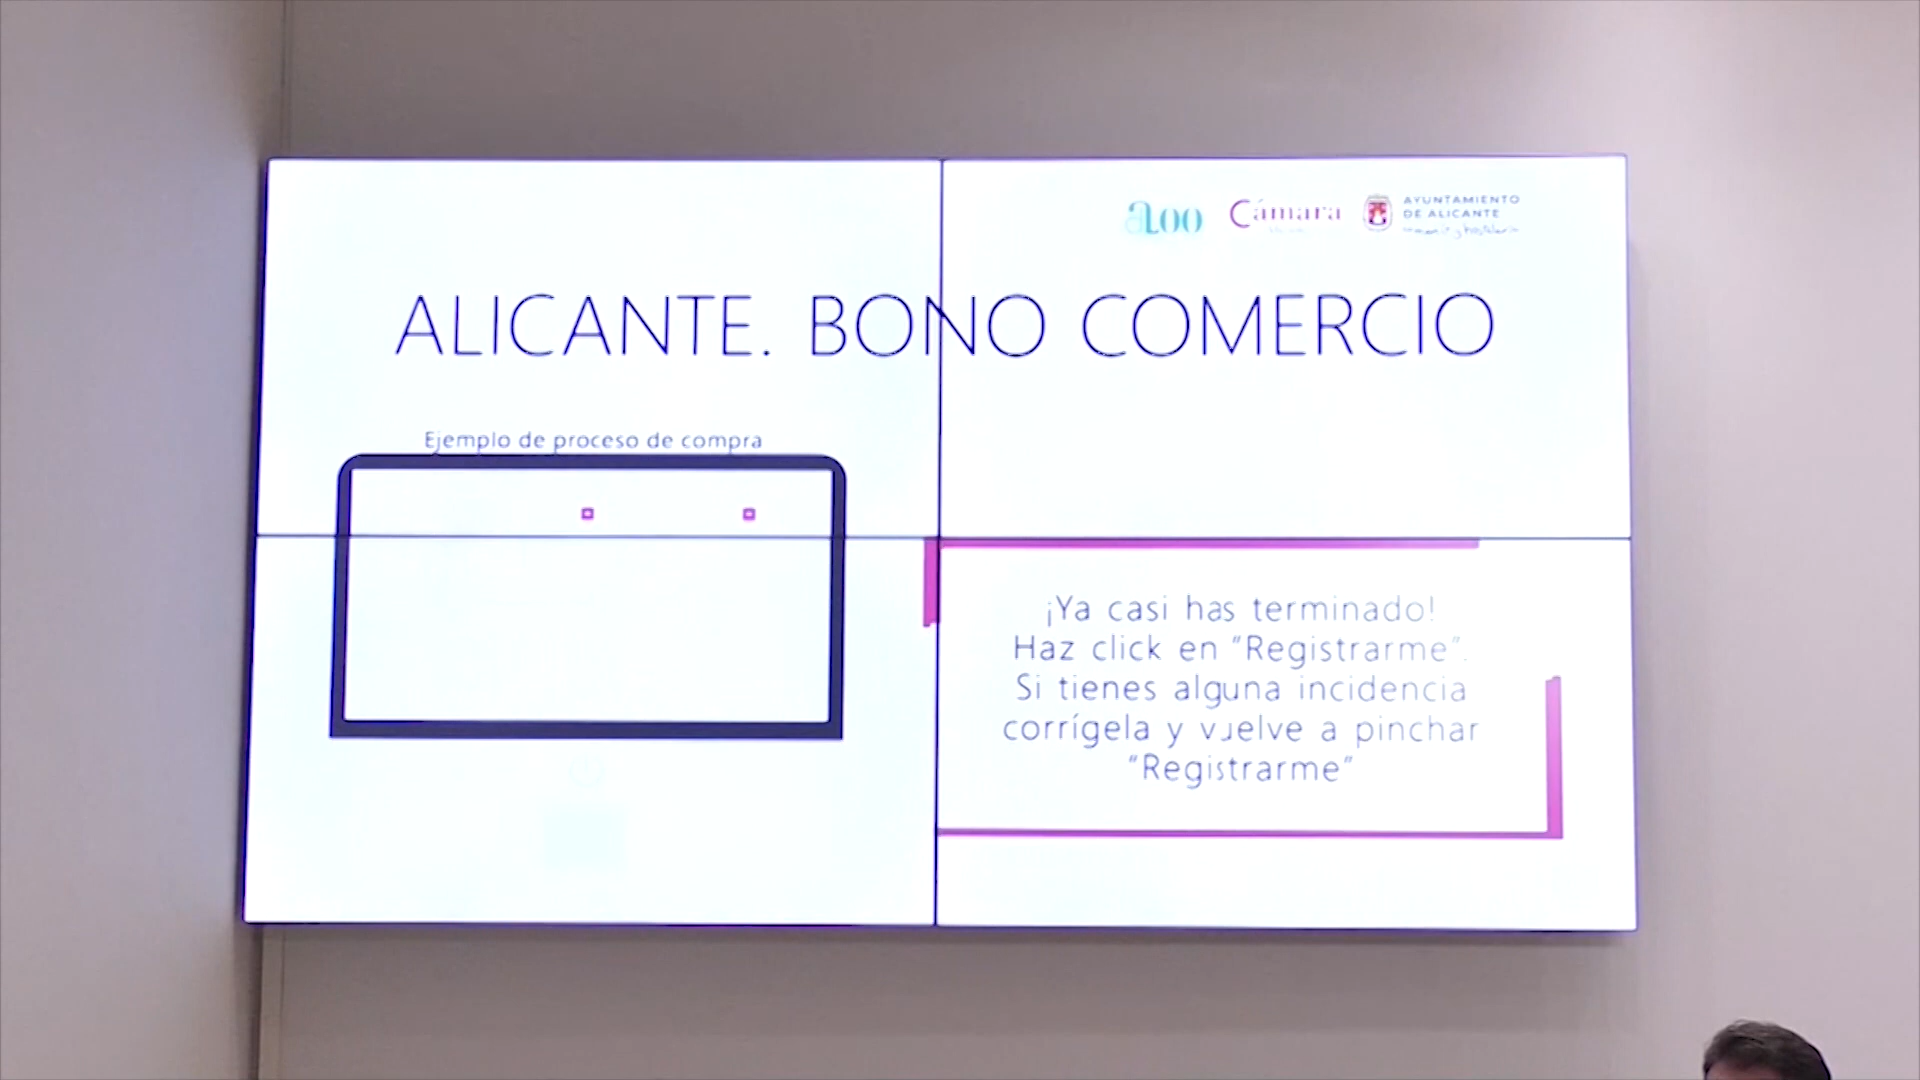 aloo
Cámara
AYUNTAMIENTO
DE ALICANTE
ALICANTE. BONO COMERCIO
Ejemplo de proceso de compra
¡Ya casi has terminado!
Haz click en “Registrarme”.
Si tienes alguna incidencia
corrígela y vuelve a pinchar
“Registrarme”